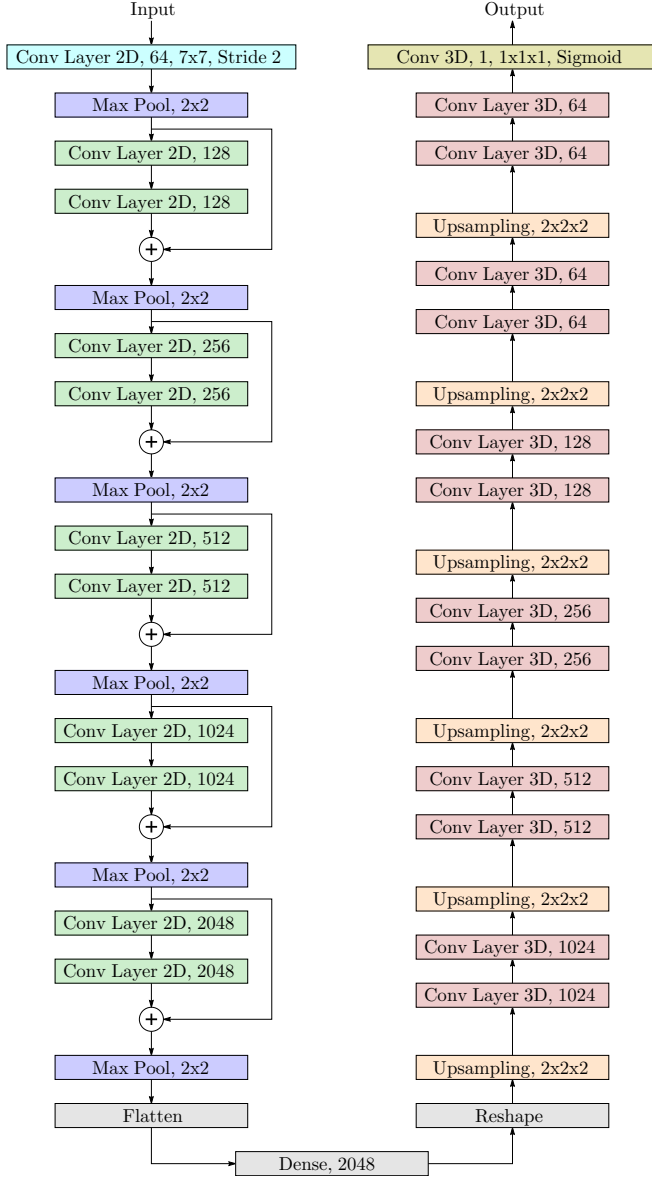 Input
Conv Layer 2D, 64, 7x7, Stride 2
Max Pool, 2x2
Conv Layer 2D, 128
Conv Layer 2D, 128
+
Max Pool, 2x2
Conv Layer 2D, 256
Conv Layer 2D, 256
+
Max Pool, 2x2
Conv Layer 2D, 512
Conv Layer 2D, 512
+
Max Pool, 2x2
Conv Layer 2D, 1024
Conv Layer 2D, 1024
+
Max Pool, 2x2
Conv Layer 2D, 2048
Conv Layer 2D, 2048
+
Max Pool, 2x2
Flatten
Dense, 2048
Output
Conv 3D, 1, 1x1x1, Sigmoid
Conv Layer 3D, 64
Conv Layer 3D, 64
Upsampling, 2x2x2
Conv Layer 3D, 64
Conv Layer 3D, 64
Upsampling, 2x2x2
Conv Layer 3D, 128
Conv Layer 3D, 128
Upsampling, 2x2x2
Conv Layer 3D, 256
Conv Layer 3D, 256
Upsampling, 2x2x2
Conv Layer 3D, 512
Conv Layer 3D, 512
Upsampling, 2x2x2
Conv Layer 3D, 1024
Conv Layer 3D, 1024
Upsampling, 2x2x2
Reshape